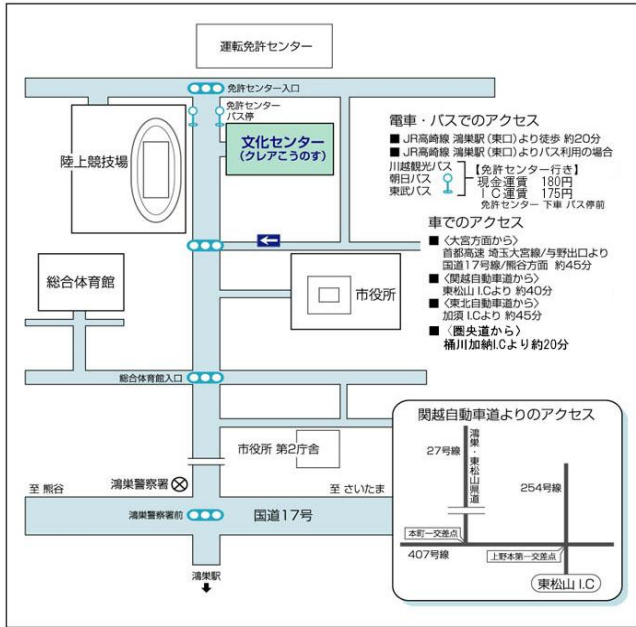 運転免許センター
免許センター入口
免許センター
バス停
文化センター
(クレアこうのす)
陸上競技場
総合体育館
市役所
総合体育館入口
市役所 第2庁舎
至 熊谷
鴻巣警察署
至 さいたま
鴻巣警察署前
国道17号
鴻巣駅
電車・バスでのアクセス
■ JR高崎線 鴻巣駅(東口)より徒歩 約20分
■ JR高崎線 鴻巣駅(東口)よりバス利用の場合
川越観光バス
朝日バス
東武バス
【免許センター行き】
現金運賃 180円
IC運賃 175円
免許センター 下車 バス停前
車でのアクセス
■〈大宮方面から〉
首都高速 埼玉大宮線/与野出口より
国道17号線/熊谷方面 約45分
■〈関越自動車道から〉
東松山 I.Cより 約40分
■〈東北自動車道から〉
加須 I.Cより 約45分
■〈圏央道から〉
桶川加納I.Cより約20分
関越自動車道よりのアクセス
27号線
鴻巣・東松山県道
254号線
本町一交差点
407号線
上野本第一交差点
東松山 I.C